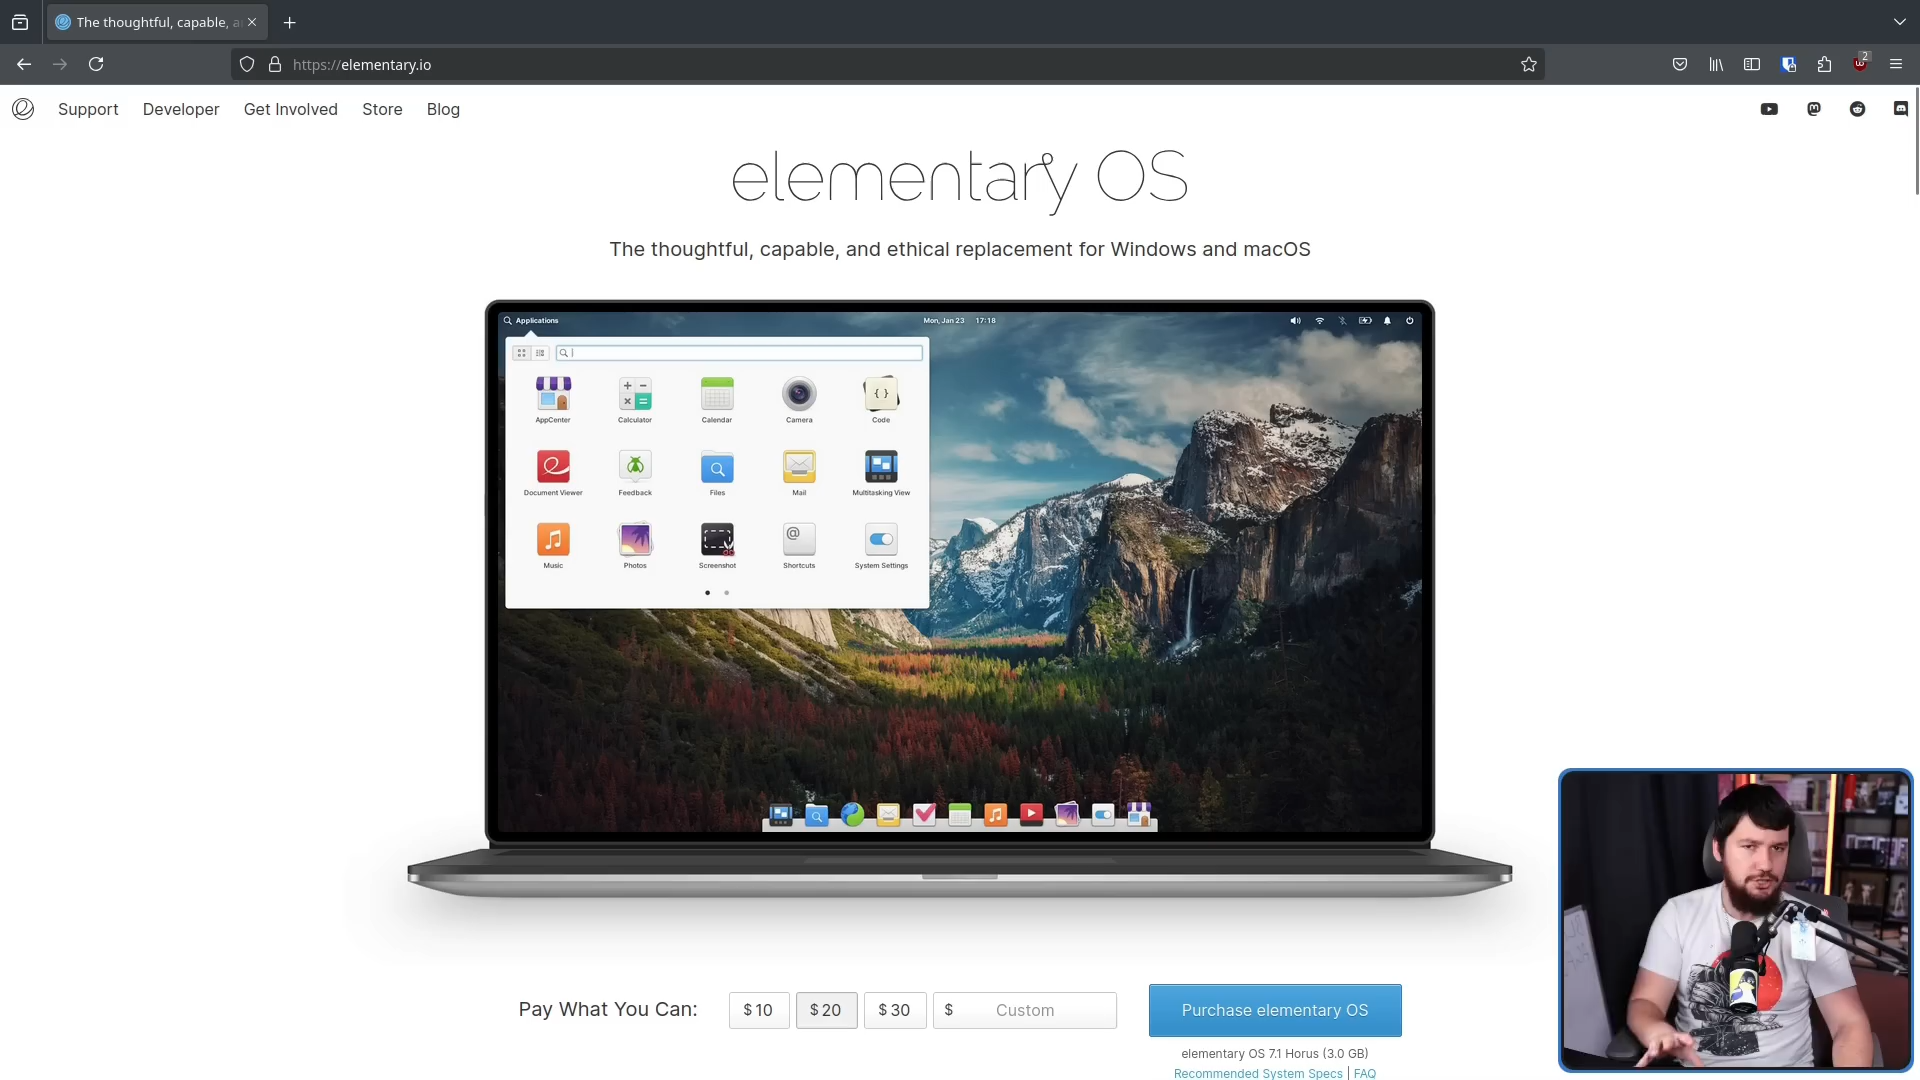 The thoughtful, capable, a
2
https://elementary.io
Support
Developer
Get Involved
Store
Blog
elementary OS
The thoughtful, capable, and ethical replacement for Windows and macOS
Applications
Mon, Jan 23 17:18
AppCenter
Calculator
Calendar
Camera
Code
Document Viewer
Feedback
Files
Mail
Multitasking View
Music
Photos
Screenshot
Shortcuts
System Settings
Pay What You Can:
$ 10
$ 20
$ 30
$ Custom
Purchase elementary OS
elementary OS 7.1 Horus (3.0 GB)
Recommended System Specs | FAQ